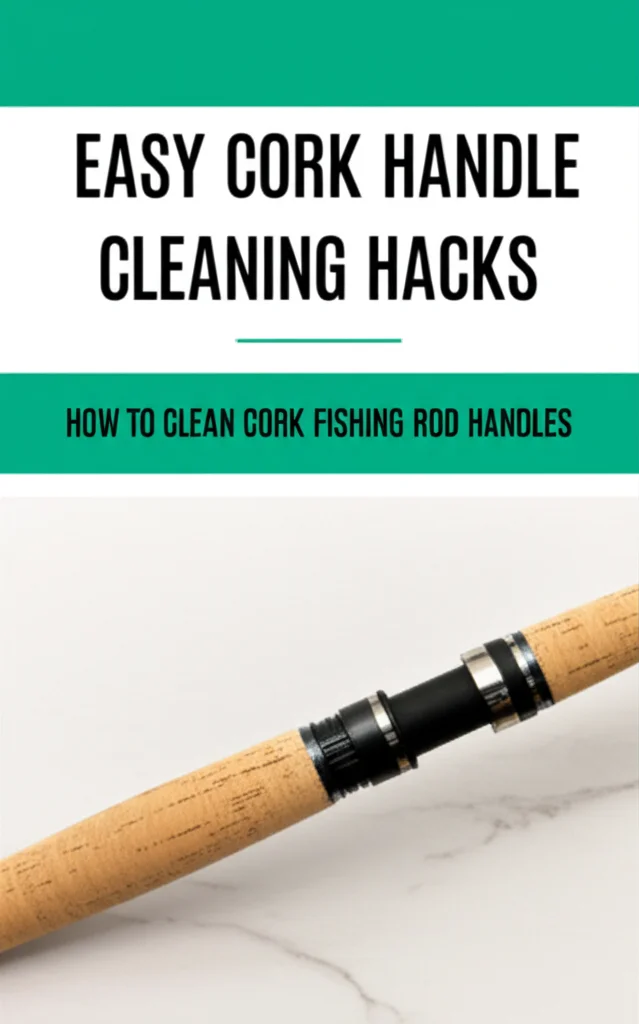 EASY CORK HANDLE
CLEANING HACKS
HOW TO CLEAN CORK FISHING ROD HANDLES